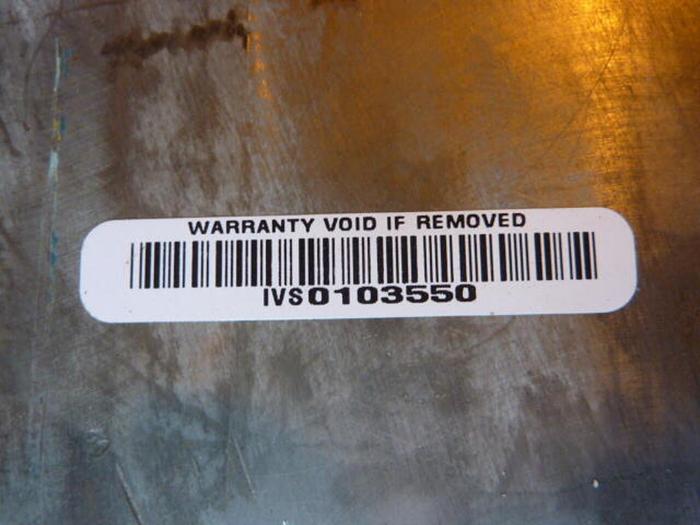 WARRANTY VOID IF REMOVED
IVS0103550